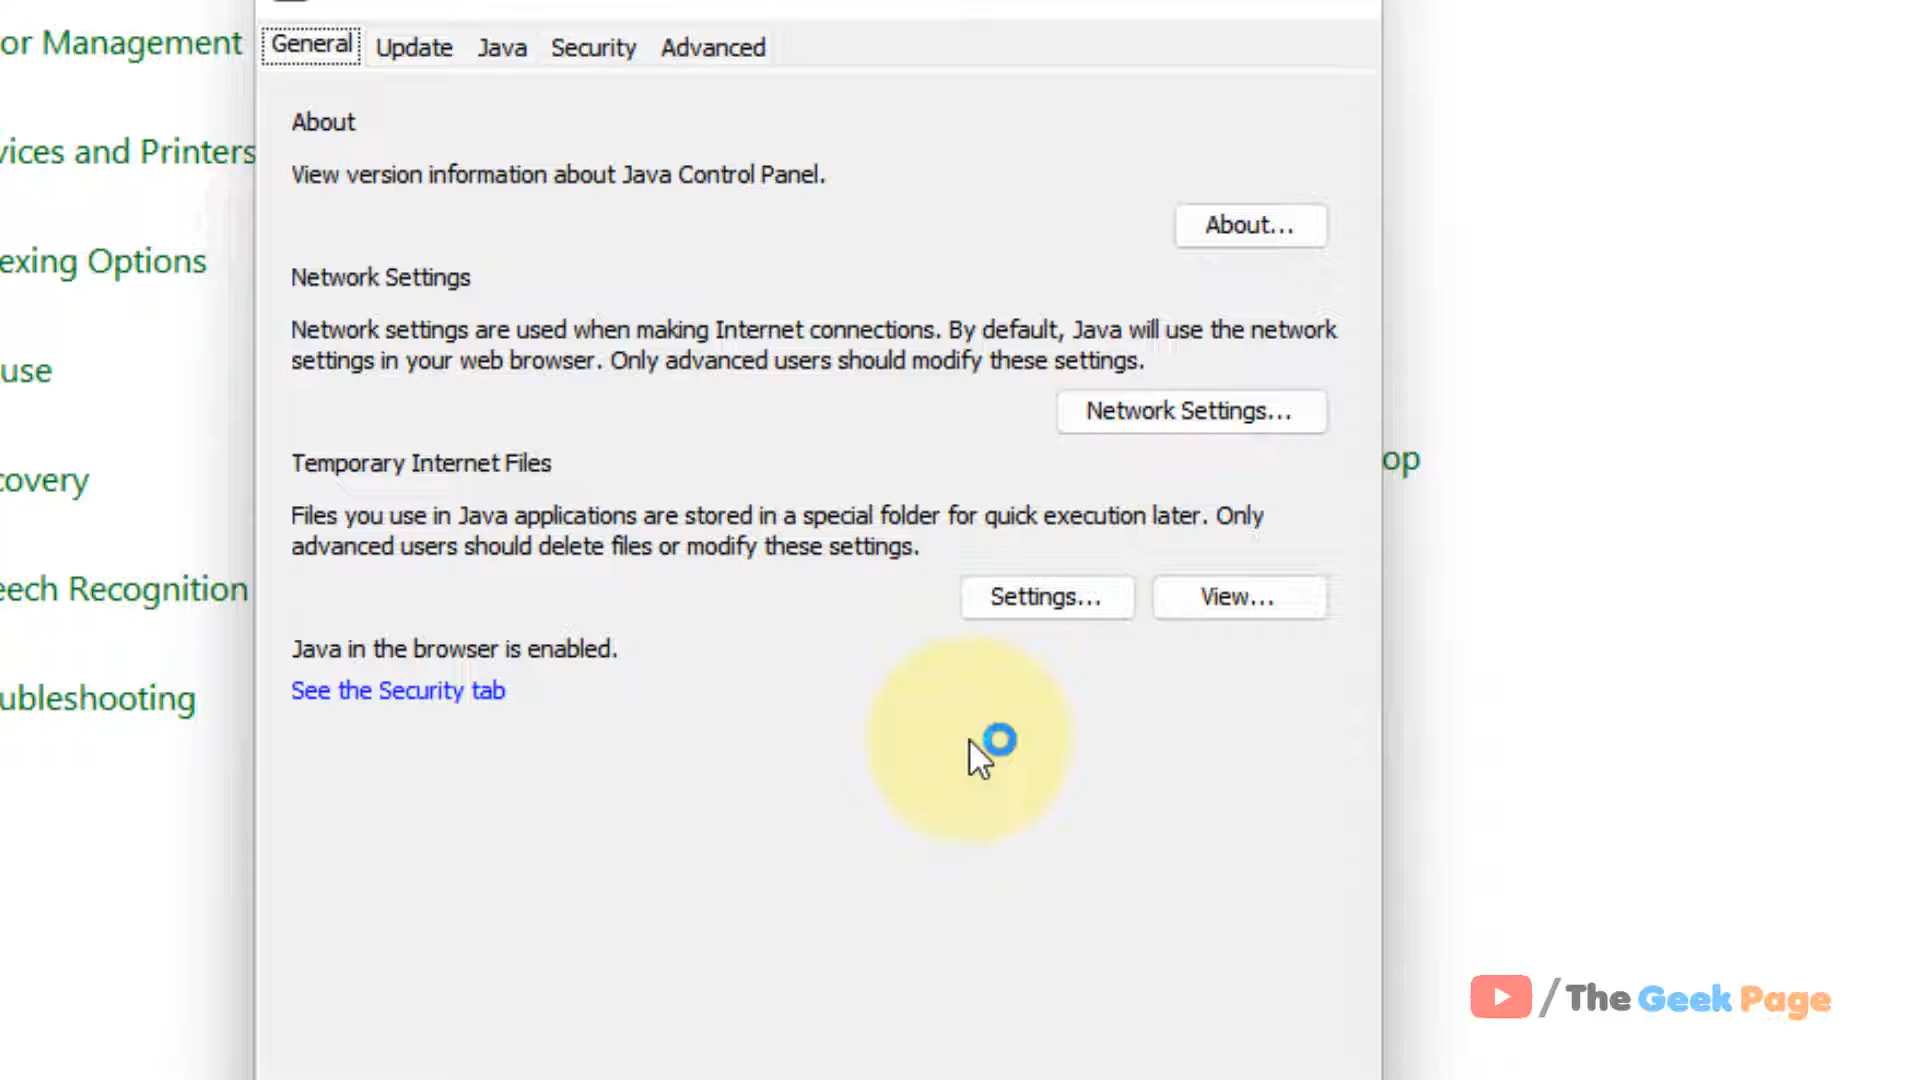 General Update Java Security Advanced
or Management
vices and Printers
exing Options
use
covery
eech Recognition
ubleshooting
About
View version information about Java Control Panel.
About...
Network Settings
Network settings are used when making Internet connections. By default, Java will use the network
settings in your web browser. Only advanced users should modify these settings.
Network Settings...
Temporary Internet Files
Files you use in Java applications are stored in a special folder for quick execution later. Only
advanced users should delete files or modify these settings.
Settings... View...
Java in the browser is enabled.
See the Security tab
op
/The Geek Page